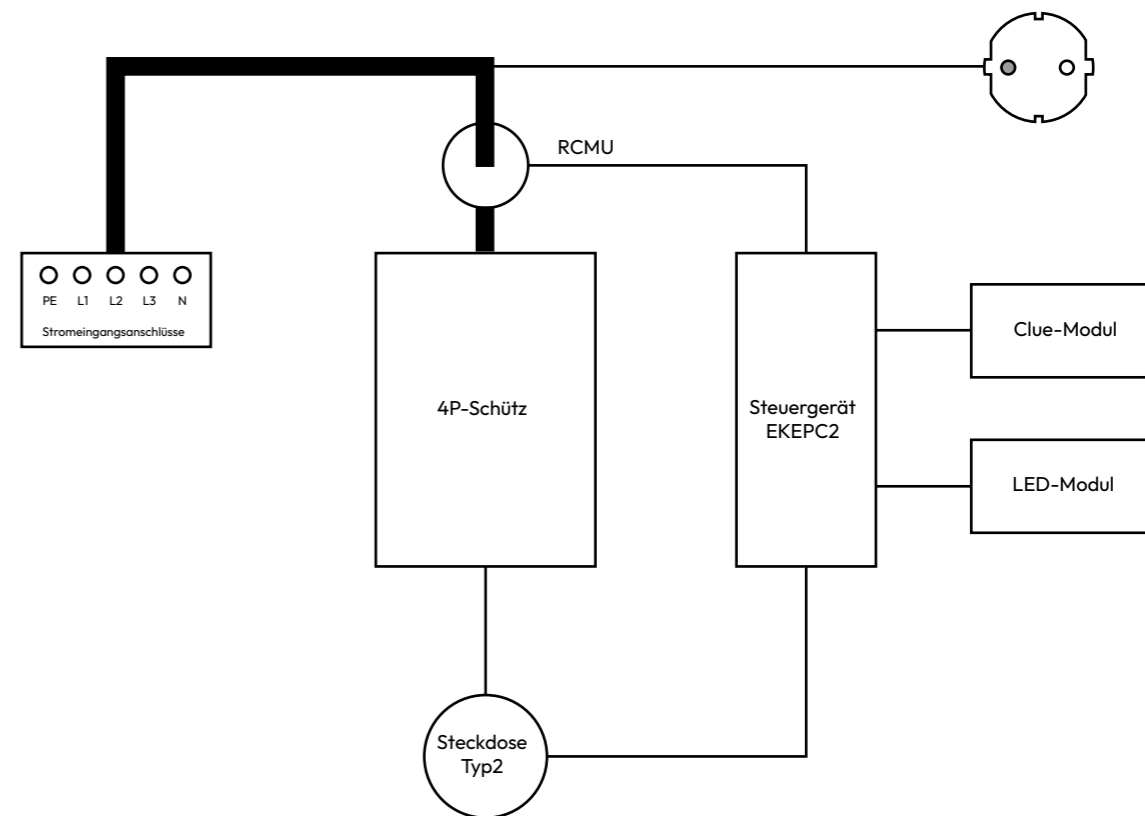 RCMU
PE L1 L2 L3 N
Stromeingangsanschlüsse
4P-Schütz
Steuergerät
EKEPC2
Clue-Modul
LED-Modul
Steckdose
Typ2